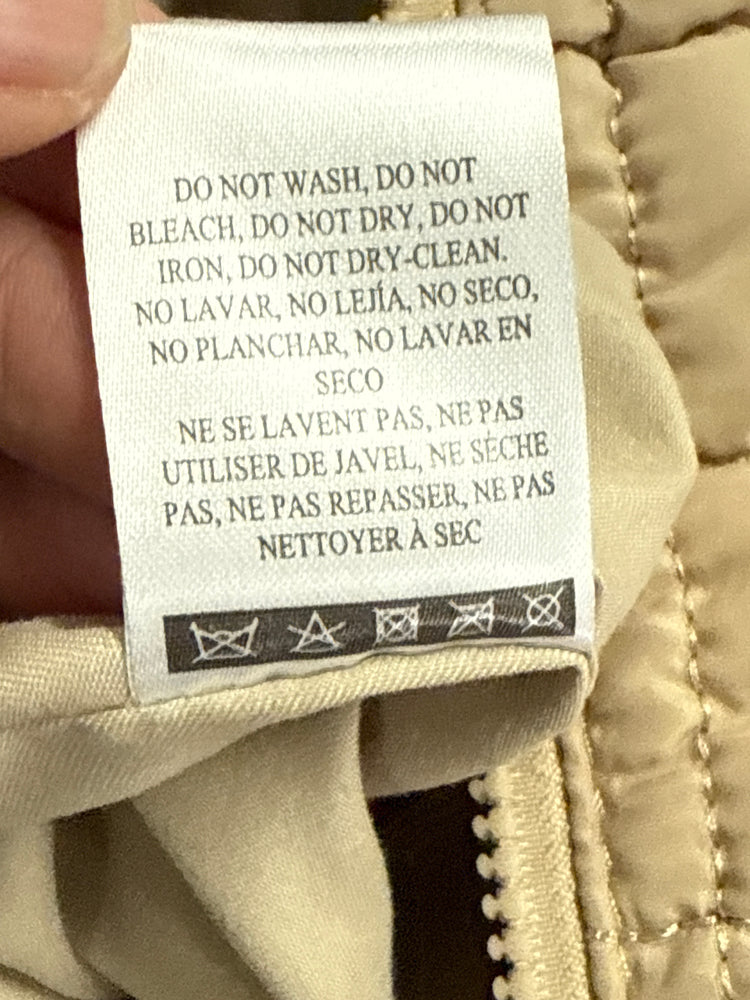 DO NOT WASH, DO NOT
BLEACH, DO NOT DRY, DO NOT
IRON, DO NOT DRY-CLEAN.
NO LAVAR, NO LEJÍA, NO SECO,
NO PLANCHAR, NO LAVAR EN
SECO
NE SE LAVENT PAS, NE PAS
UTILISER DE JAVEL, NE SÈCHE
PAS, NE PAS REPASSER, NE PAS
NETTOYER À SEC